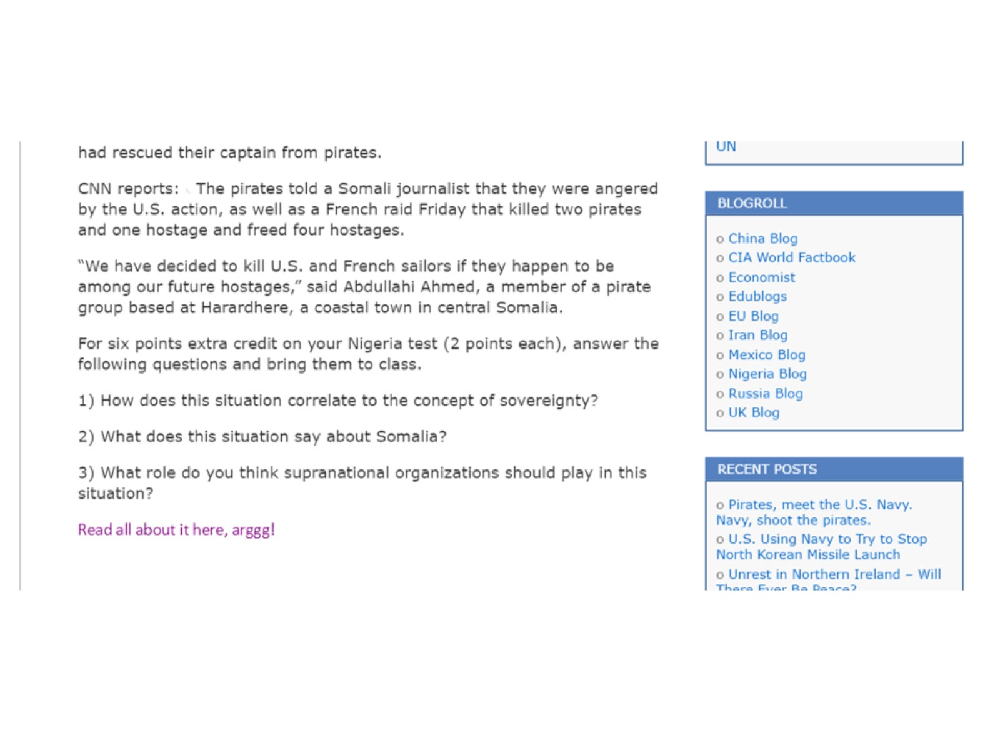 had rescued their captain from pirates.
CNN reports: The pirates told a Somali journalist that they were angered
by the U.S. action, as well as a French raid Friday that killed two pirates
and one hostage and freed four hostages.
“We have decided to kill U.S. and French sailors if they happen to be
among our future hostages,” said Abdullahi Ahmed, a member of a pirate
group based at Harardhere, a coastal town in central Somalia.
For six points extra credit on your Nigeria test (2 points each), answer the
following questions and bring them to class.
1) How does this situation correlate to the concept of sovereignty?
2) What does this situation say about Somalia?
3) What role do you think supranational organizations should play in this
situation?
Read all about it here, arggg!
UN
BLOGROLL
o China Blog
o CIA World Factbook
o Economist
o Edublogs
o EU Blog
o Iran Blog
o Mexico Blog
o Nigeria Blog
o Russia Blog
o UK Blog
RECENT POSTS
o Pirates, meet the U.S. Navy.
Navy, shoot the pirates.
o U.S. Using Navy to Try to Stop
North Korean Missile Launch
o Unrest in Northern Ireland – Will
There Ever Be Peace?